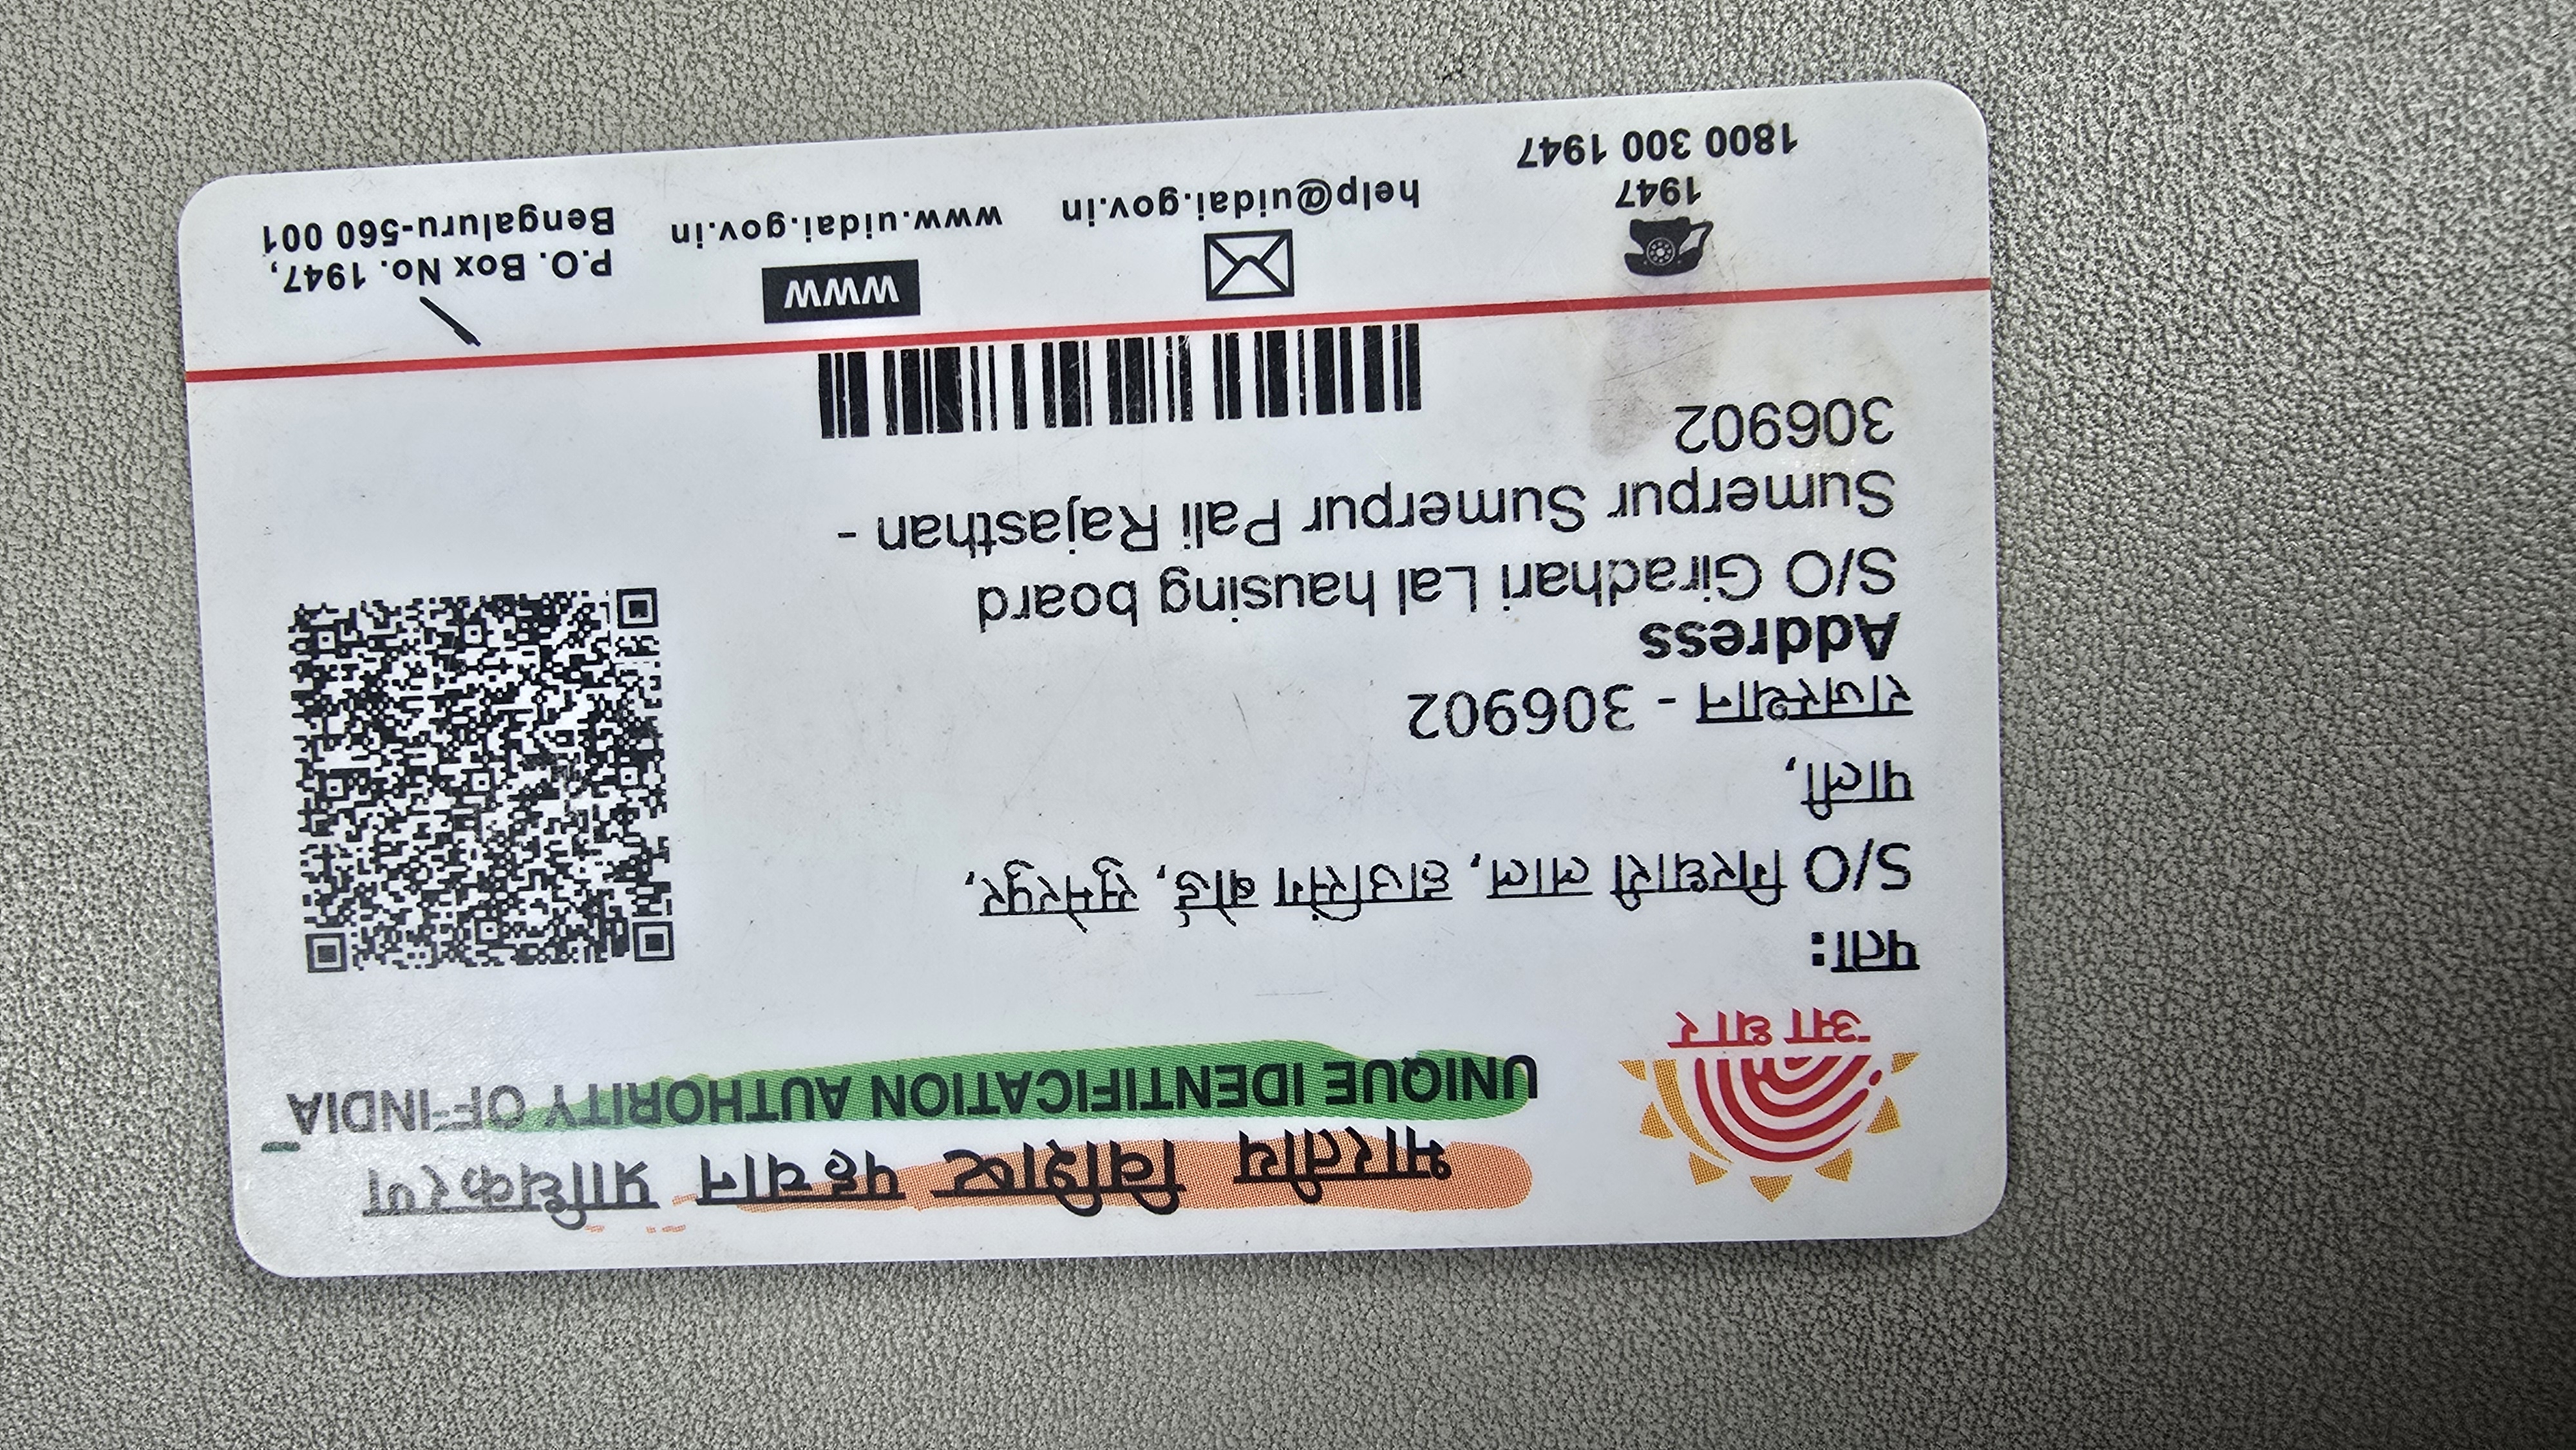 भारतीय विशिष्ट पहचान प्राधिकरण
UNIQUE IDENTIFICATION AUTHORITY OF INDIA
आधार
पता:
S/O गिरधारी लाल, हाउसिंग बोर्ड, सुमेरपुर,
पाली,
राजस्थान - 306902
Address
S/O Giradhari Lal hausing board
Sumerpur Sumerpur Pali Rajasthan -
306902
1947
1800 300 1947
help@uidai.gov.in
WWW
www.uidai.gov.in
P.O. Box No. 1947,
Bengaluru-560 001